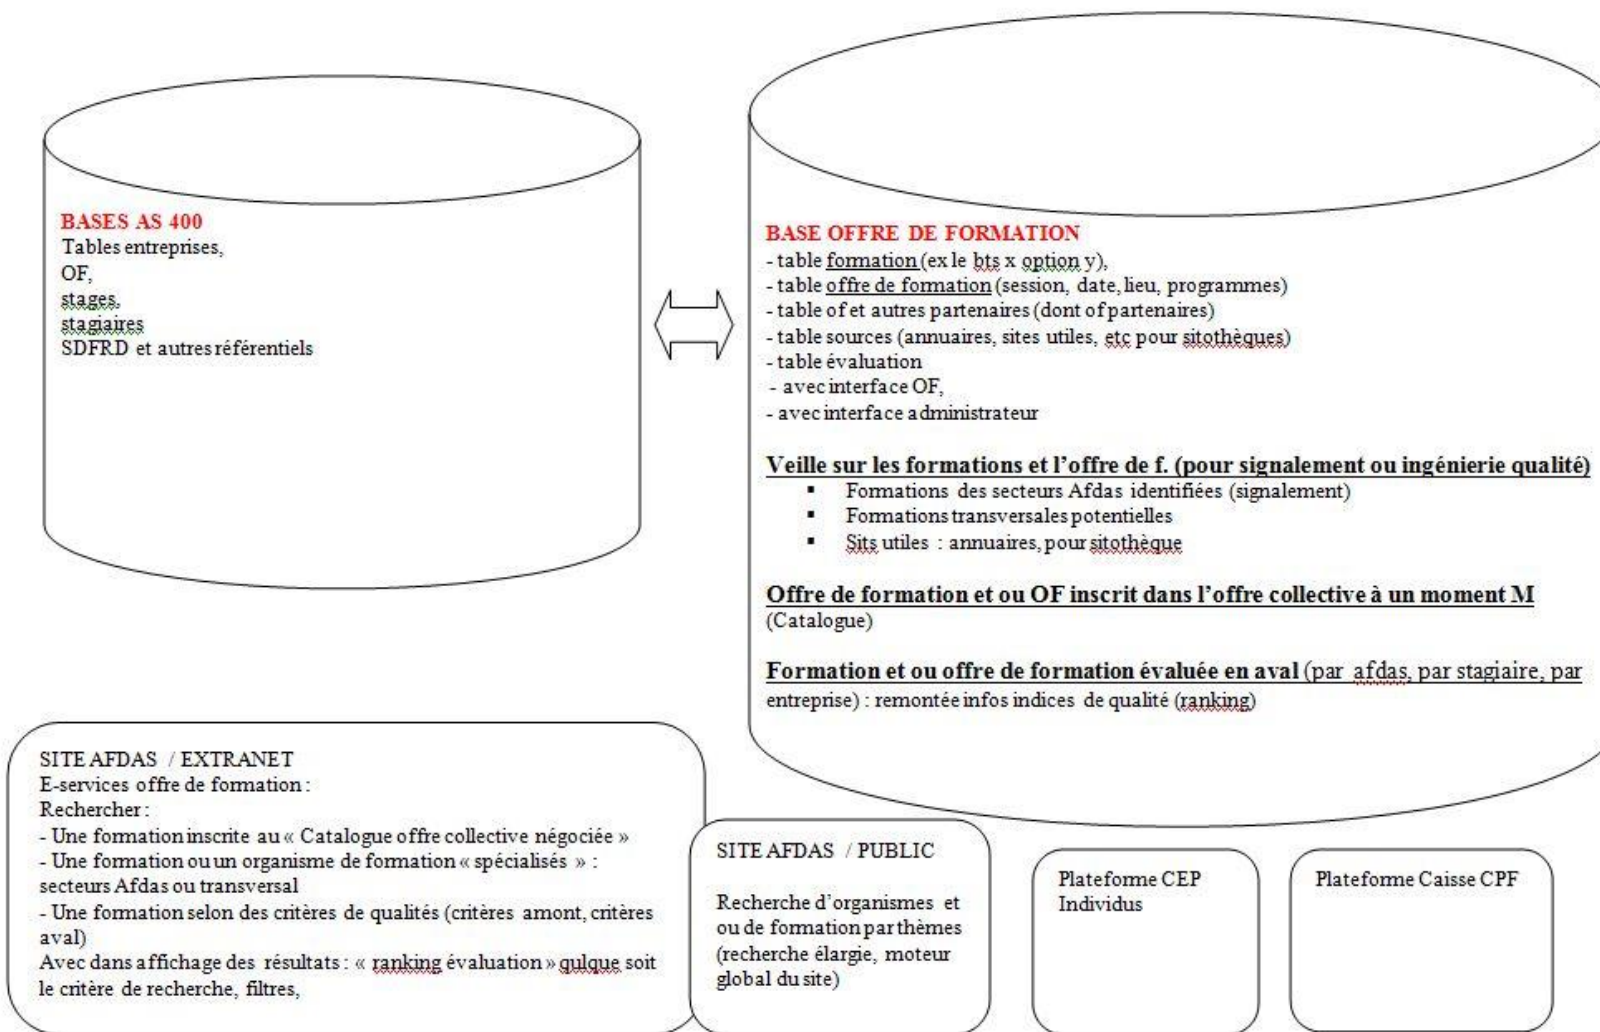 BASES AS 400
Tables entreprises,
OF,
stages,
stagiaires
SDFRD et autres référentiels
BASE OFFRE DE FORMATION
- table formation (ex le bts x option y),
- table offre de formation (session, date, lieu, programmes)
- table of et autres partenaires (dont of partenaires)
- table sources (annuaires, sites utiles, etc pour sitothèques)
- table évaluation
- avec interface OF,
- avec interface administrateur
Veille sur les formations et l’offre de f. (pour signalement ou ingénierie qualité)
▪ Formations des secteurs Afdas identifiées (signalement)
▪ Formations transversales potentielles
▪ Sits utiles : annuaires, pour sitothèque
Offre de formation et ou OF inscrit dans l’offre collective à un moment M
(Catalogue)
Formation et ou offre de formation évaluée en aval (par afdas, par stagiaire, par
entreprise) : remontée infos indices de qualité (ranking)
SITE AFDAS / EXTRANET
E-services offre de formation :
Rechercher :
- Une formation inscrite au « Catalogue offre collective négociée »
- Une formation ou un organisme de formation « spécialisés » :
secteurs Afdas ou transversal
- Une formation selon des critères de qualités (critères amont, critères
aval)
Avec dans affichage des résultats : « ranking évaluation » qulque soit
le critère de recherche, filtres,
SITE AFDAS / PUBLIC
Recherche d’organismes et
ou de formation par thèmes
(recherche élargie, moteur
global du site)
Plateforme CEP
Individus
Plateforme Caisse CPF